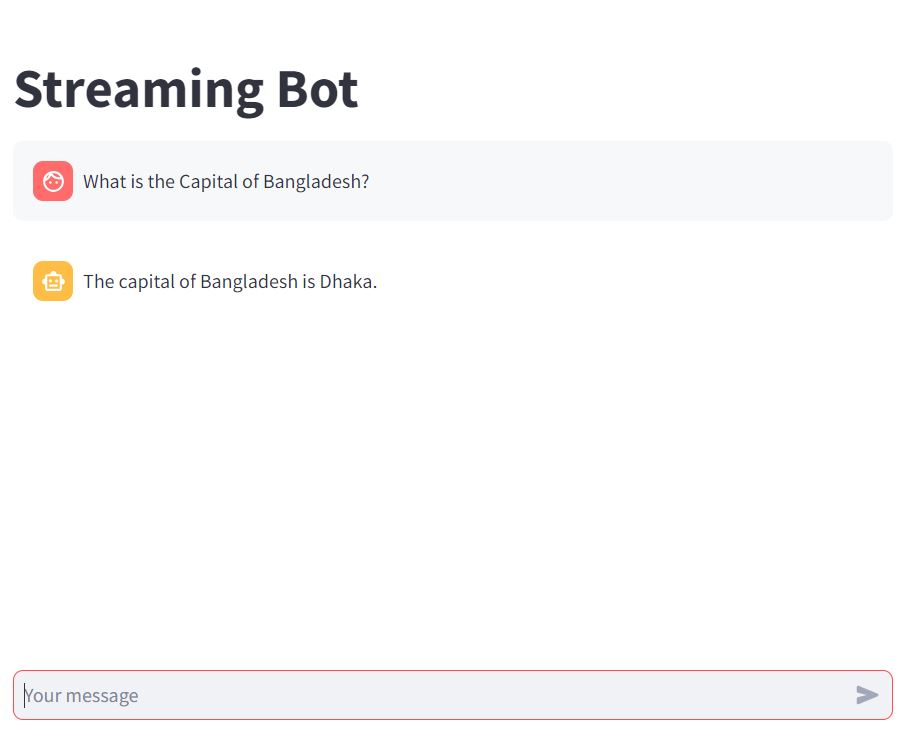 Streaming Bot
What is the Capital of Bangladesh?
The capital of Bangladesh is Dhaka.
Your message